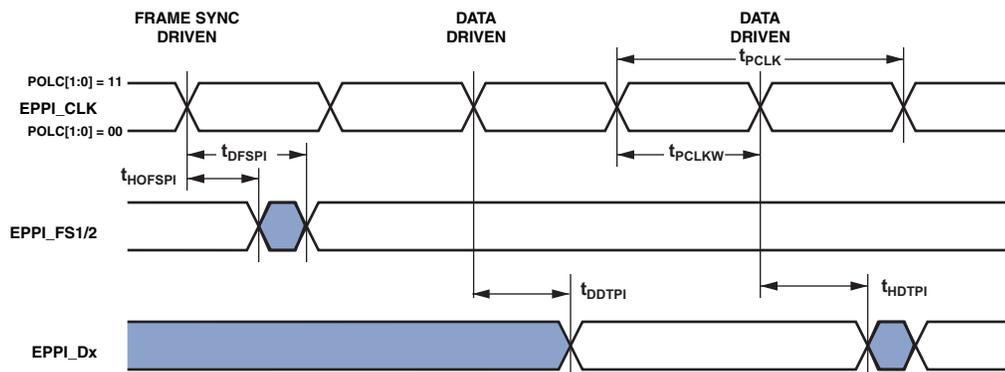 FRAME SYNC
DRIVEN
DATA
DRIVEN
DATA
DRIVEN
tPCLK
POLC[1:0] = 11
EPPI_CLK
POLC[1:0] = 00
tDFSPI
tPCLKW
tHOFSPI
EPPI_FS1/2
tDDTPI
tHDTPI
EPPI_Dx